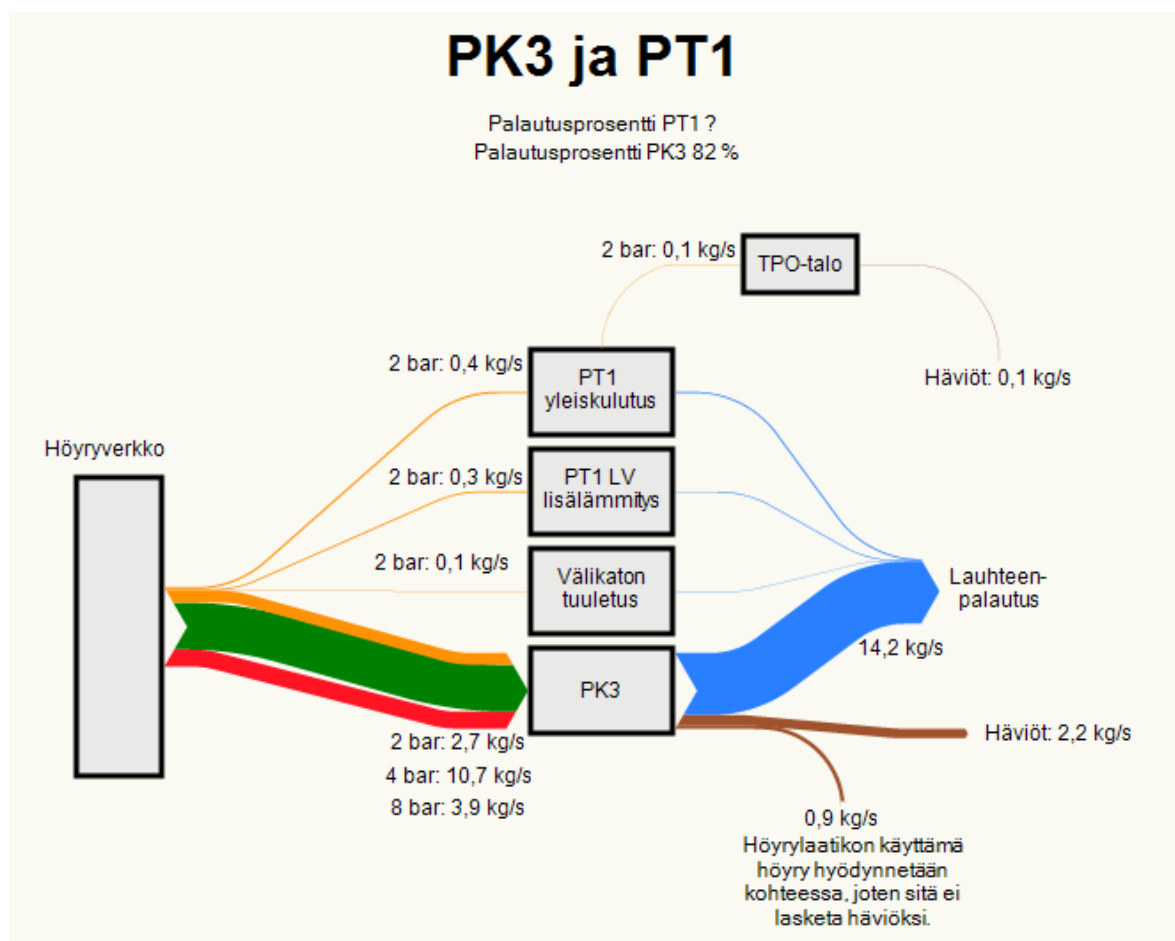 PK3 ja PT1
Palautusprosentti PT1 ?
Palautusprosentti PK3 82 %
2 bar: 0,1 kg/s
TPO-talo
2 bar: 0,4 kg/s
PT1
yleiskulutus
Häviöt: 0,1 kg/s
Höyryverkko
2 bar: 0,3 kg/s
PT1 LV
lisälämmitys
2 bar: 0,1 kg/s
Välikaton
tuuletus
Lauhteen-
palautus
14,2 kg/s
PK3
2 bar: 2,7 kg/s
4 bar: 10,7 kg/s
8 bar: 3,9 kg/s
Häviöt: 2,2 kg/s
0,9 kg/s
Höyrylaatikon käyttämä
höyry hyödynnetään
kohteessa, joten sitä ei
lasketa häviöksi.